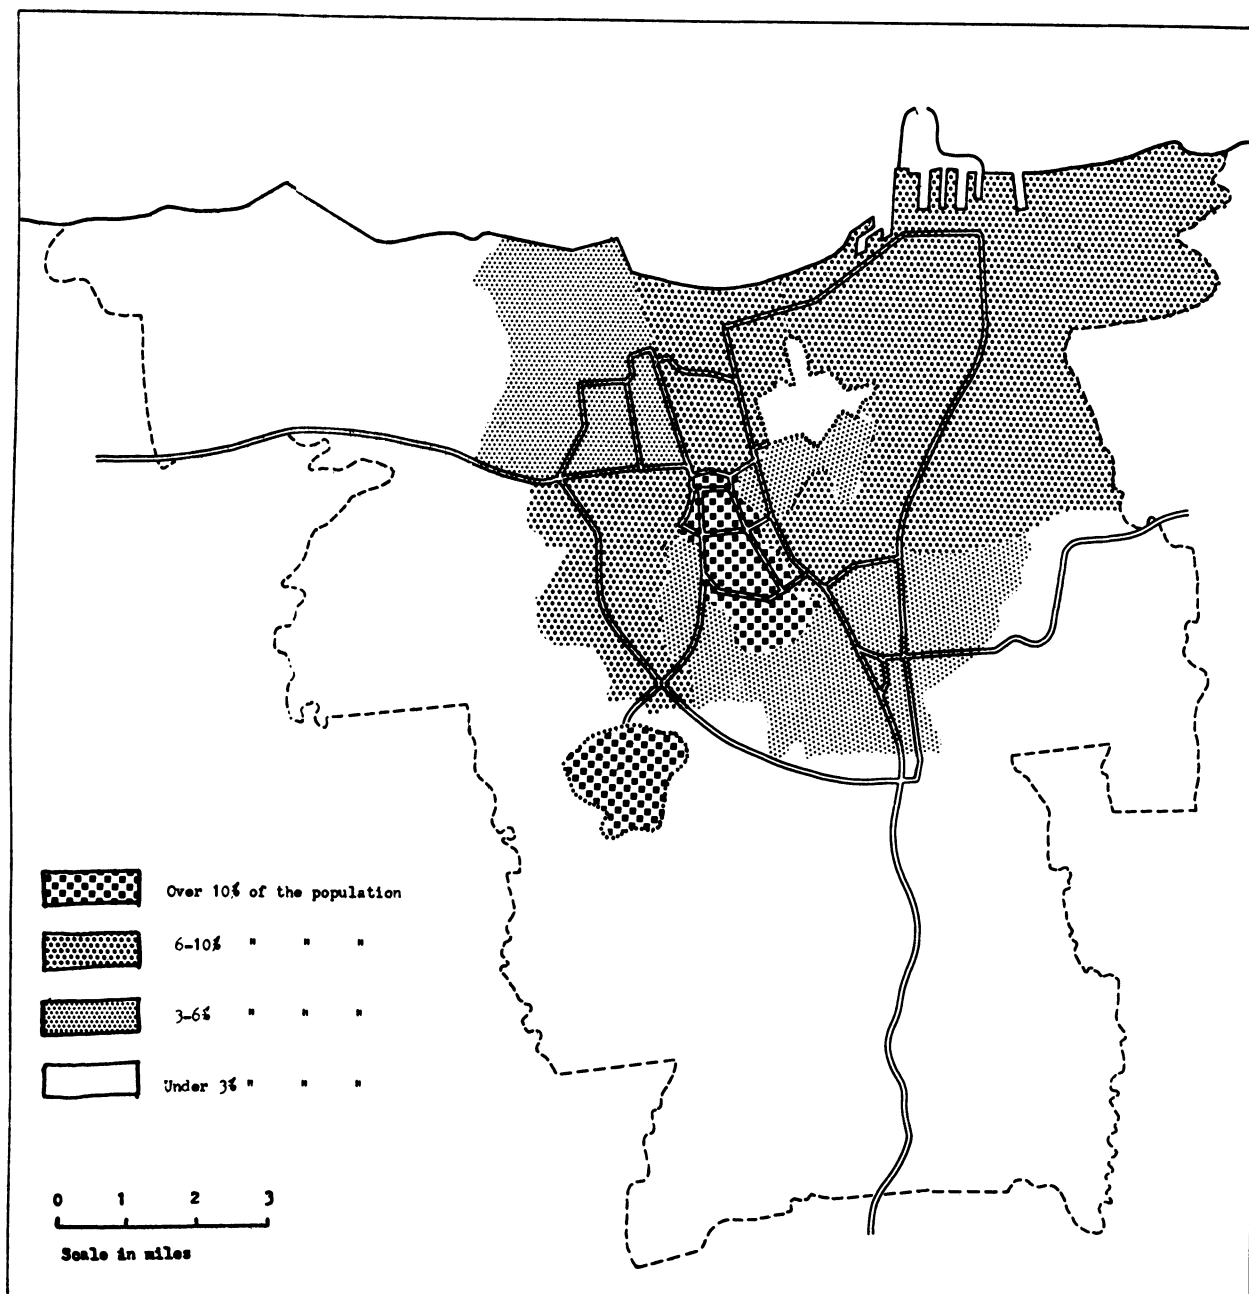 Over 10% of the population
6-10% " " "
3-6% " " "
Under 3% " " "
0 1 2 3
Scale in miles